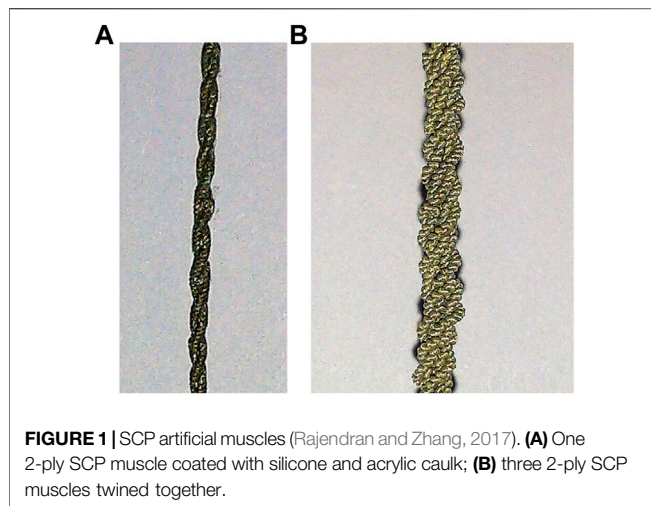 A
B
FIGURE 1 | SCP artificial muscles (Rajendran and Zhang, 2017). (A) One
2-ply SCP muscle coated with silicone and acrylic caulk; (B) three 2-ply SCP
muscles twined together.